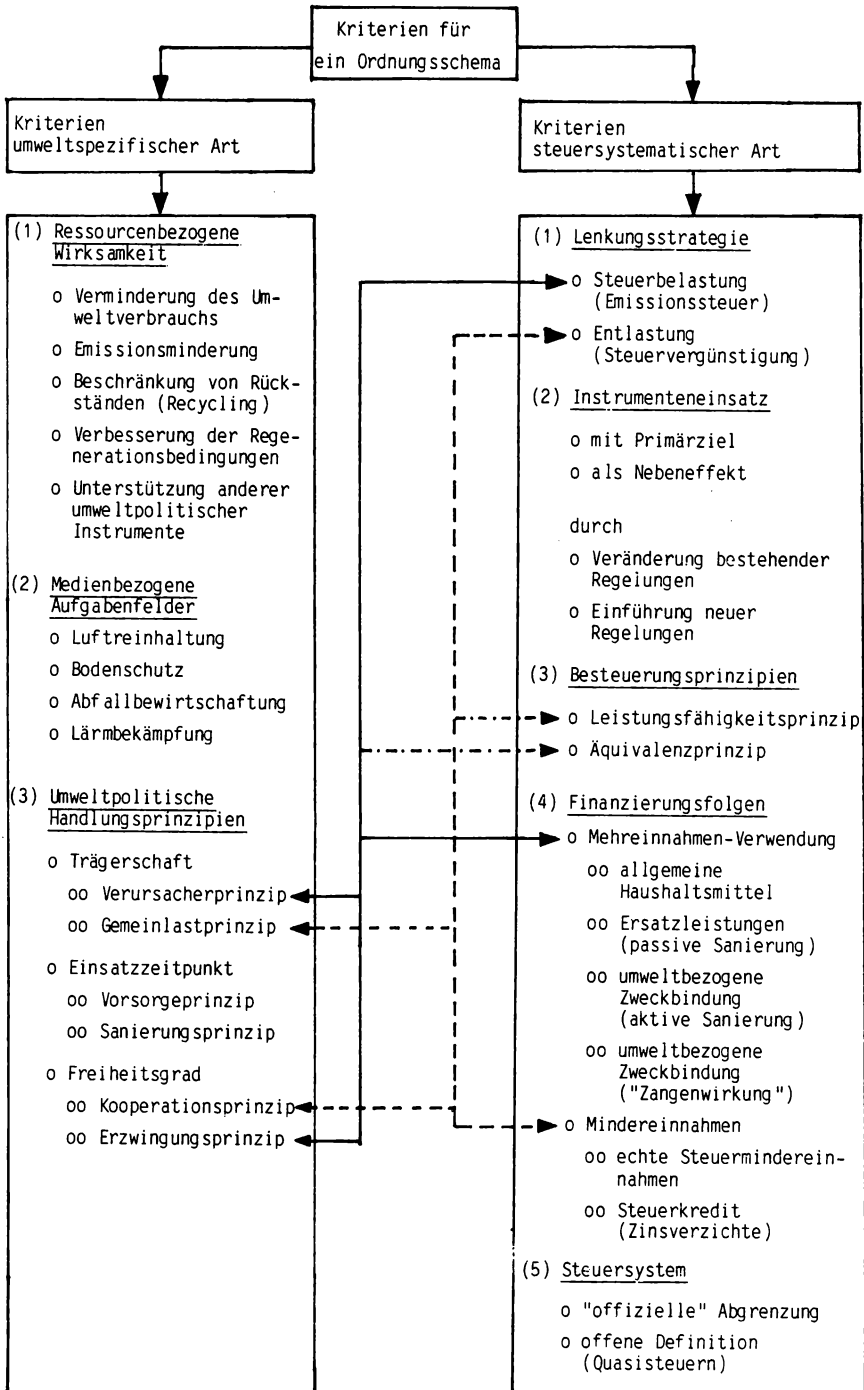 Kriterien für
ein Ordnungsschema
Kriterien
umweltspezifischer Art
(1) Ressourcenbezogene
Wirksamkeit
o Verminderung des Um-
weltverbrauchs
o Emissionsminderung
o Beschränkung von Rück-
ständen (Recycling)
o Verbesserung der Rege-
nerationsbedingungen
o Unterstützung anderer
umweltpolitischer
Instrumente
(2) Medienbezogene
Aufgabenfelder
o Luftreinhaltung
o Bodenschutz
o Abfallbewirtschaftung
o Lärmbekämpfung
(3) Umweltpolitische
Handlungsprinzipien
o Trägerschaft
oo Verursacherprinzip
oo Gemeinlastprinzip
o Einsatzzeitpunkt
oo Vorsorgeprinzip
oo Sanierungsprinzip
o Freiheitsgrad
oo Kooperationsprinzip
oo Erzwingungsprinzip
Kriterien
steuersystematischer Art
(1) Lenkungsstrategie
o Steuerbelastung
(Emissionssteuer)
o Entlastung
(Steuervergünstigung)
(2) Instrumenteneinsatz
o mit Primärziel
o als Nebeneffekt
durch
o Veränderung bestehender
Regelungen
o Einführung neuer
Regelungen
(3) Besteuerungsprinzipien
o Leistungsfähigkeitsprinzip
o Äquivalenzprinzip
(4) Finanzierungsfolgen
o Mehreinnahmen-Verwendung
oo allgemeine
Haushaltsmittel
oo Ersatzleistungen
(passive Sanierung)
oo umweltbezogene
Zweckbindung
(aktive Sanierung)
oo umweltbezogene
Zweckbindung
("Zangenwirkung")
o Mindereinnahmen
oo echte Steuermindereinnahmen
oo Steuerkredit
(Zinsverzichte)
(5) Steuersystem
o "offizielle" Abgrenzung
o offene Definition
(Quasisteuern)